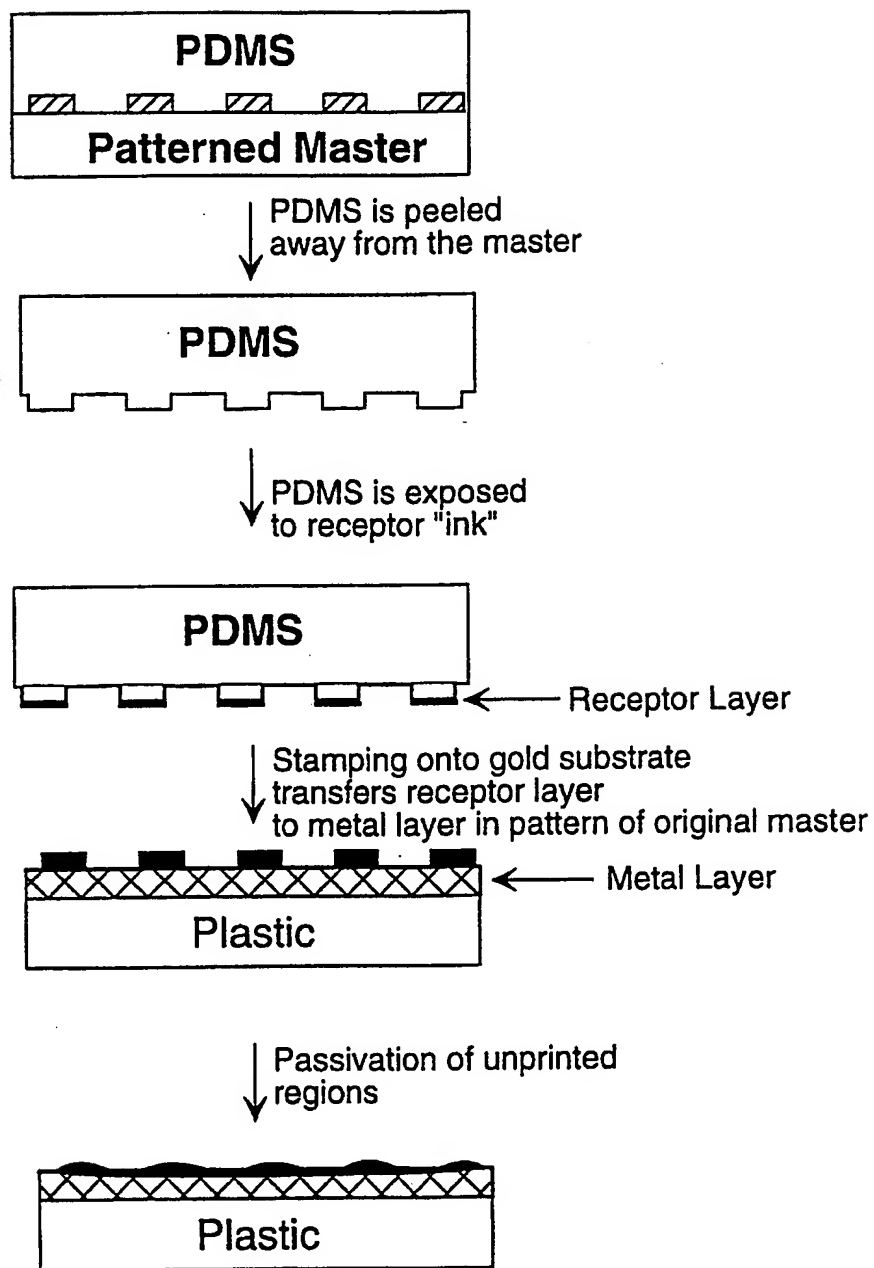 PDMS
Patterned Master
PDMS is peeled
away from the master
PDMS
PDMS is exposed
to receptor "ink"
PDMS
Receptor Layer
Stamping onto gold substrate
transfers receptor layer
to metal layer in pattern of original master
Metal Layer
Plastic
Passivation of unprinted
regions
Plastic